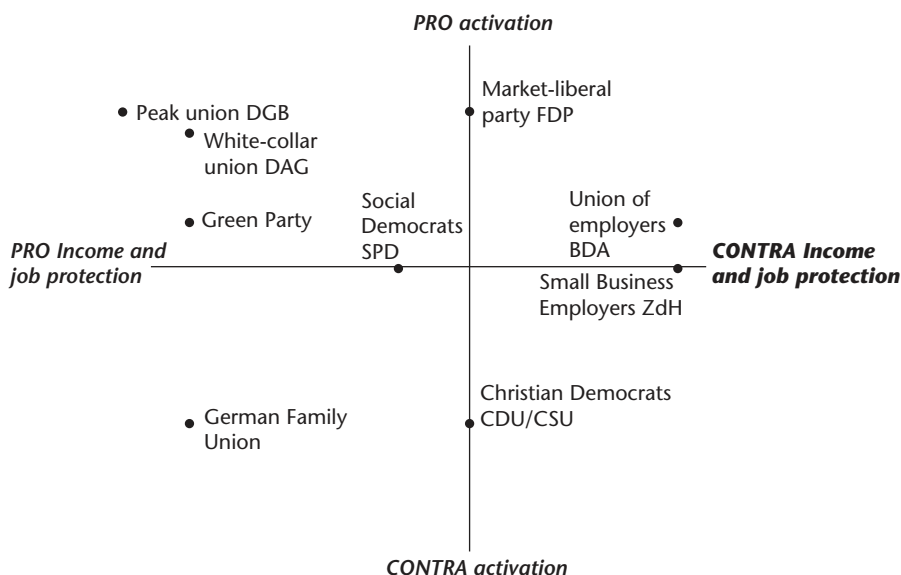 PRO activation
Market-liberal
party FDP
Peak union DGB
White-collar
union DAG
Social
Democrats
SPD
Union of
employers
BDA
Green Party
PRO Income and
job protection
CONTRA Income
and job protection
Small Business
Employers ZdH
Christian Democrats
CDU/CSU
German Family
Union
CONTRA activation